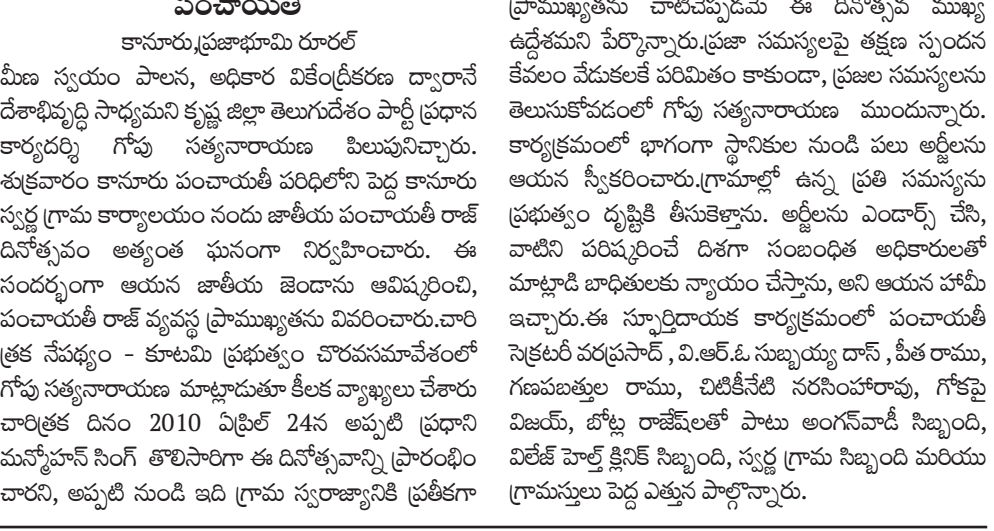 పంచాయతీ
కానూరు,ప్రజాభూమి రూరల్
మీణ స్వయం పాలన, అధికార వికేంద్రీకరణ ద్వారానే
దేశాభివృద్ధి సాధ్యమని కృష్ణ జిల్లా తెలుగుదేశం పార్టీ ప్రధాన
కార్యదర్శి గోపు సత్యనారాయణ పిలుపునిచ్చారు.
శుక్రవారం కానూరు పంచాయతీ పరిధిలోని పెద్ద కానూరు
స్వర్ణ గ్రామ కార్యాలయం నందు జాతీయ పంచాయతీ రాజ్
దినోత్సవం అత్యంత ఘనంగా నిర్వహించారు. ఈ
సందర్భంగా ఆయన జాతీయ జెండాను ఆవిష్కరించి,
పంచాయతీ రాజ్ వ్యవస్థ ప్రాముఖ్యతను వివరించారు.చారి
త్రక నేపథ్యం - కూటమి ప్రభుత్వం చొరవసమావేశంలో
గోపు సత్యనారాయణ మాట్లాడుతూ కీలక వ్యాఖ్యలు చేశారు
చారిత్రక దినం 2010 ఏప్రిల్ 24న అప్పటి ప్రధాని
మన్మోహన్ సింగ్ తొలిసారిగా ఈ దినోత్సవాన్ని ప్రారంభిం
చారని, అప్పటి నుండి ఇది గ్రామ స్వరాజ్యానికి ప్రతీకగా
ప్రాముఖ్యతను చాటిచెప్పడమే ఈ దినోత్సవ ముఖ్య
ఉద్దేశమని పేర్కొన్నారు.ప్రజా సమస్యలపై తక్షణ స్పందన
కేవలం వేడుకలకే పరిమితం కాకుండా, ప్రజల సమస్యలను
తెలుసుకోవడంలో గోపు సత్యనారాయణ ముందున్నారు.
కార్యక్రమంలో భాగంగా స్థానికుల నుండి పలు అర్జీలను
ఆయన స్వీకరించారు.గ్రామాల్లో ఉన్న ప్రతి సమస్యను
ప్రభుత్వం దృష్టికి తీసుకెళ్తాను. అర్జీలను ఎండార్స్ చేసి,
వాటిని పరిష్కరించే దిశగా సంబంధిత అధికారులతో
మాట్లాడి బాధితులకు న్యాయం చేస్తాను, అని ఆయన హామీ
ఇచ్చారు.ఈ స్ఫూర్తిదాయక కార్యక్రమంలో పంచాయతీ
సెక్రటరీ వరప్రసాద్ , వి.ఆర్.ఓ సుబ్బయ్య దాస్ , పీత రాము,
గణపబత్తుల రాము, చిటికీనేటి నరసింహారావు, గోకపై
విజయ్, బోట్ల రాజేష్‌లతో పాటు అంగన్‌వాడీ సిబ్బంది,
విలేజ్ హెల్త్ క్లినిక్ సిబ్బంది, స్వర్ణ గ్రామ సిబ్బంది మరియు
గ్రామస్తులు పెద్ద ఎత్తున పాల్గొన్నారు.